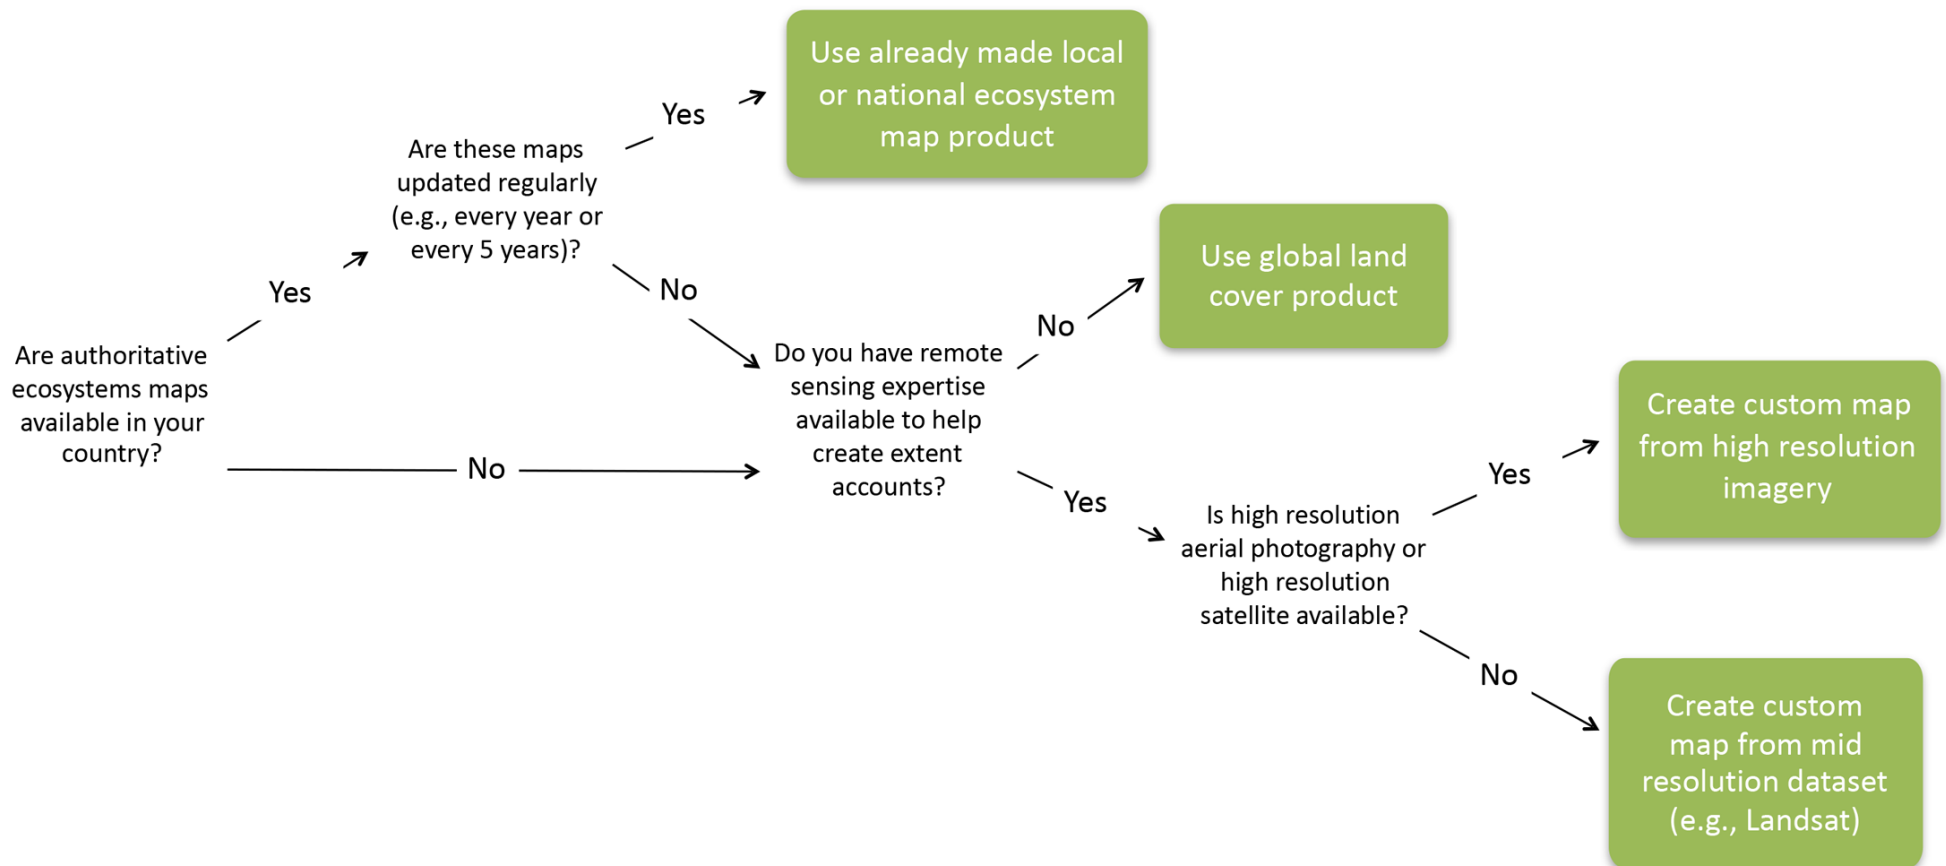 Are authoritative
ecosystems maps
available in your
country?
Yes
No
Are these maps
updated regularly
(e.g., every year or
every 5 years)?
Yes
No
Use already made local
or national ecosystem
map product
Do you have remote
sensing expertise
available to help
create extent
accounts?
No
Yes
Use global land
cover product
Is high resolution
aerial photography or
high resolution
satellite available?
Yes
No
Create custom map
from high resolution
imagery
Create custom
map from mid
resolution dataset
(e.g., Landsat)